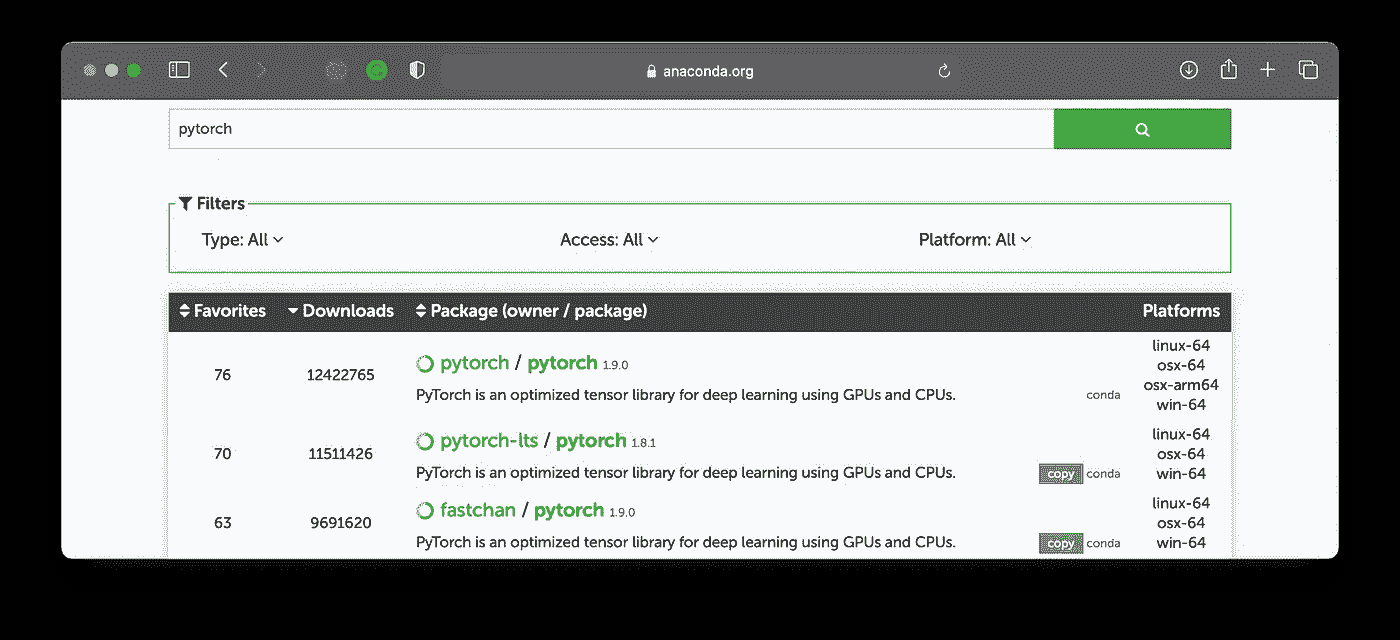 anaconda.org
pytorch
Filters
Type: All
Access: All
Platform: All
Favorites Downloads Package (owner / package) Platforms
76 12422765 pytorch / pytorch 1.9.0
PyTorch is an optimized tensor library for deep learning using GPUs and CPUs.
conda
linux-64
osx-64
osx-arm64
win-64
70 11511426 pytorch-lts / pytorch 1.8.1
PyTorch is an optimized tensor library for deep learning using GPUs and CPUs.
copy conda
linux-64
osx-64
win-64
63 9691620 fastchan / pytorch 1.9.0
PyTorch is an optimized tensor library for deep learning using GPUs and CPUs.
copy conda
linux-64
osx-64
win-64